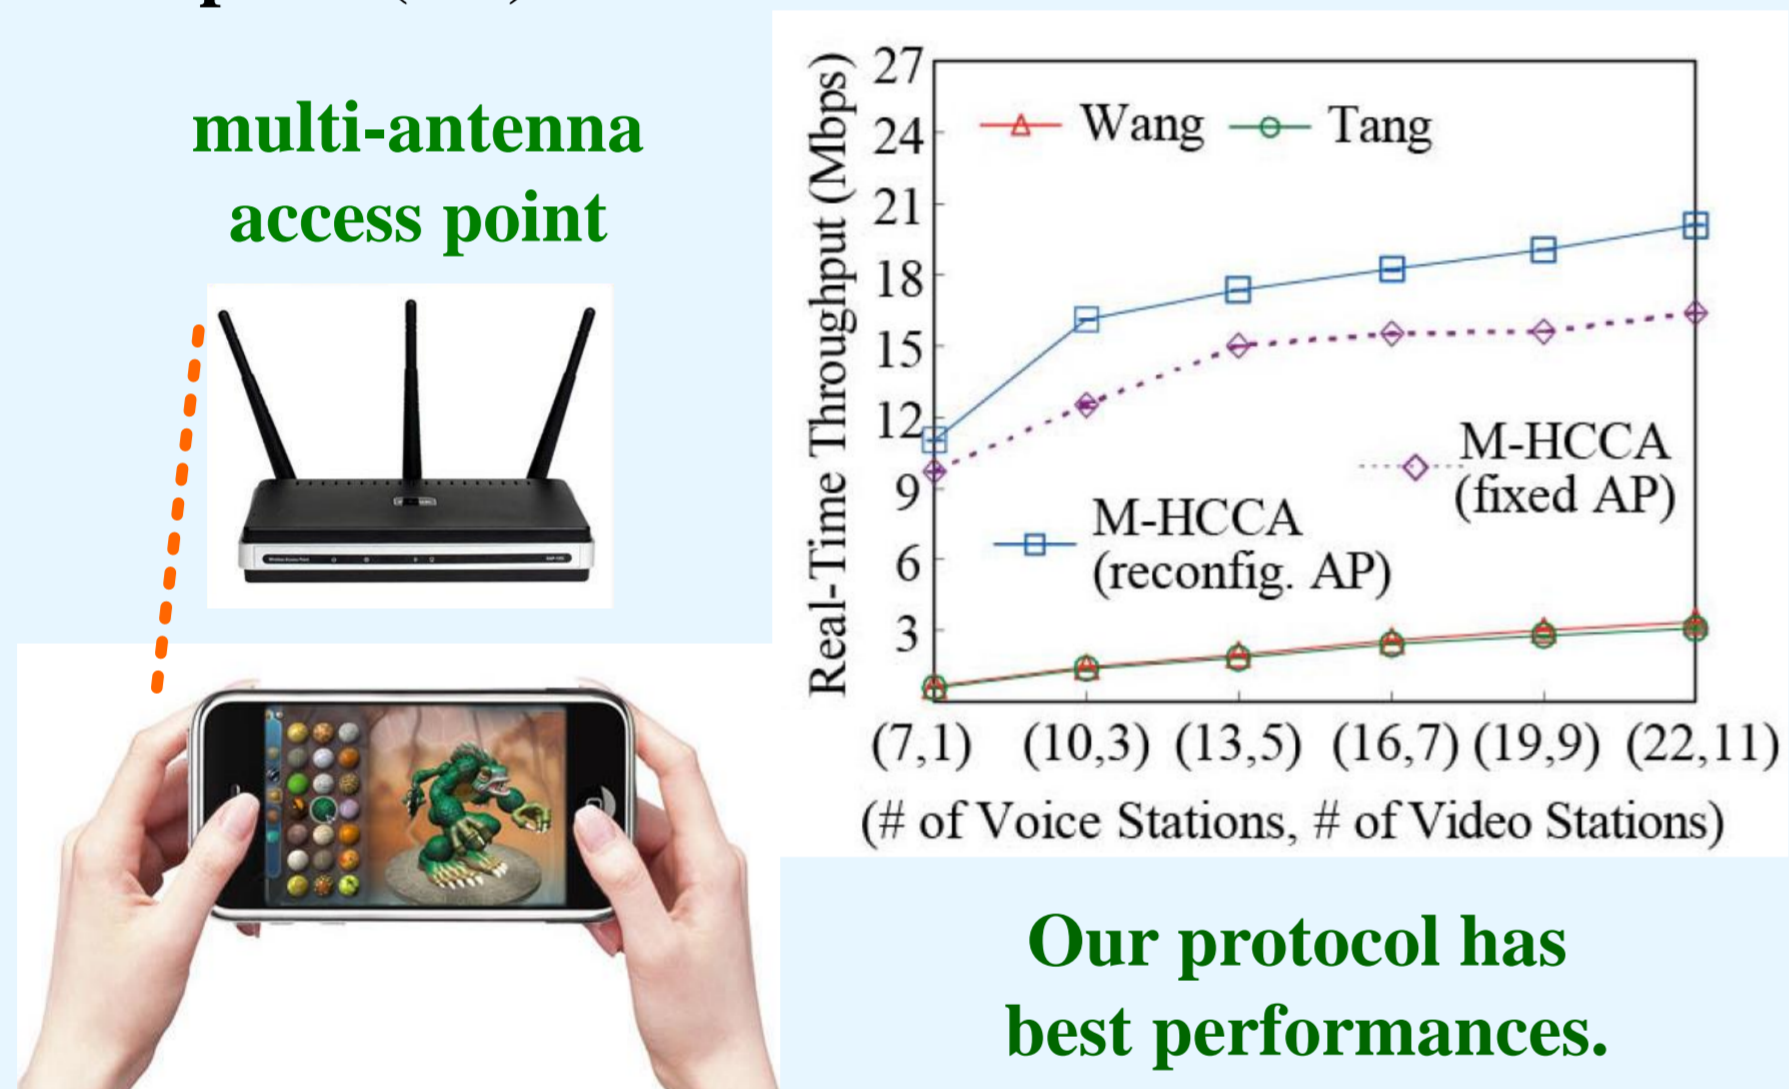 multi-antenna
access point
Real-Time Throughput (Mbps)
27
24
21
18
15
12
9
6
3
Wang
Tang
M-HCCA
(fixed AP)
M-HCCA
(reconfig. AP)
(7,1) (10,3) (13,5) (16,7) (19,9) (22,11)
(# of Voice Stations, # of Video Stations)
Our protocol has
best performances.